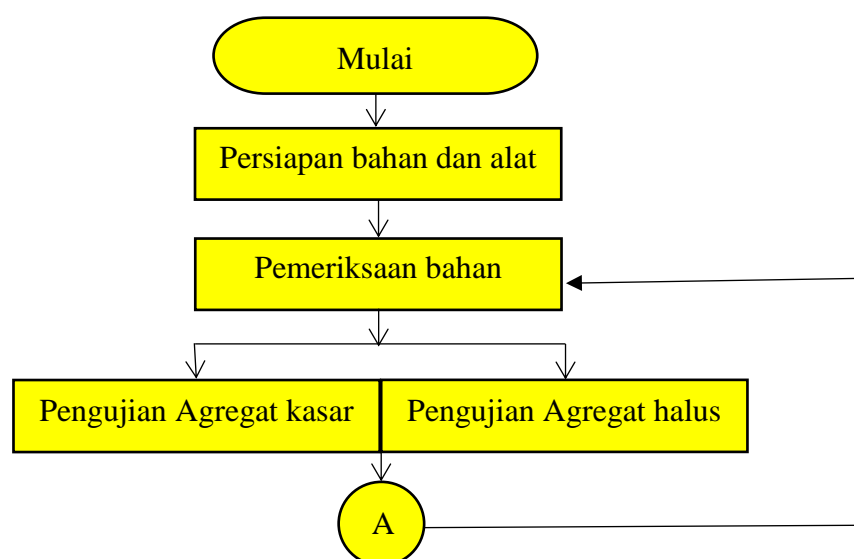 Mulai
Persiapan bahan dan alat
Pemeriksaan bahan
Pengujian Agregat kasar
Pengujian Agregat halus
A